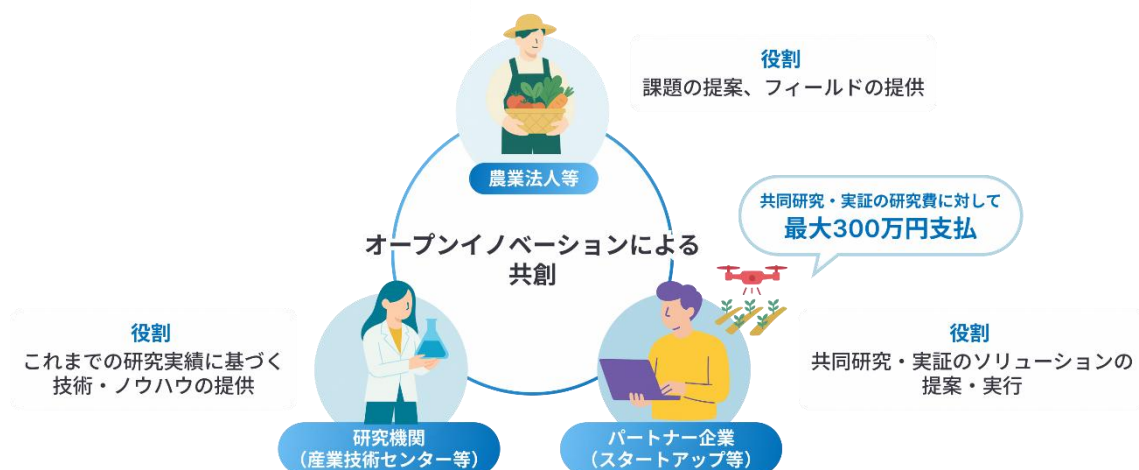 役割
課題の提案、フィールドの提供
農業法人等
共同研究・実証の研究費に対して
最大300万円支払
オープンイノベーションによる
共創
役割
これまでの研究実績に基づく
技術・ノウハウの提供
役割
共同研究・実証のソリューションの
提案・実行
研究機関
（産業技術センター等）
パートナー企業
（スタートアップ等）